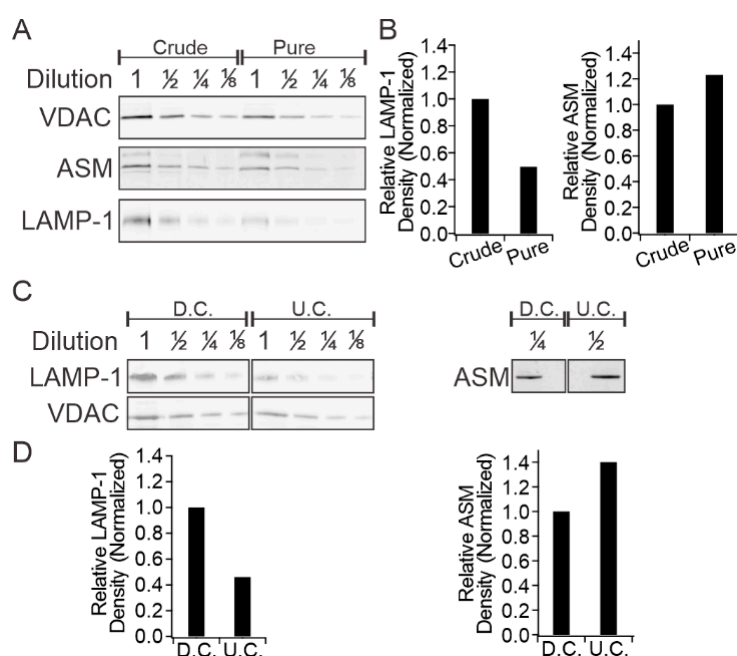 A
Crude Pure
Dilution 1 ½ ¼ ⅛ 1 ½ ¼ ⅛
VDAC
ASM
LAMP-1
B
Relative LAMP-1
Density (Normalized)
1.4
1.2
1.0
0.8
0.6
0.4
0.2
0.0
Crude Pure
Relative ASM
Density (Normalized)
1.4
1.2
1.0
0.8
0.6
0.4
0.2
0.0
Crude Pure
C
D.C. U.C.
Dilution 1 ½ ¼ ⅛ 1 ½ ¼ ⅛
LAMP-1
VDAC
D.C. U.C.
¼ ½
ASM
D
Relative LAMP-1
Density (Normalized)
1.4
1.2
1.0
0.8
0.6
0.4
0.2
0.0
D.C. U.C.
Relative ASM
Density (Normalized)
1.4
1.2
1.0
0.8
0.6
0.4
0.2
0.0
D.C. U.C.